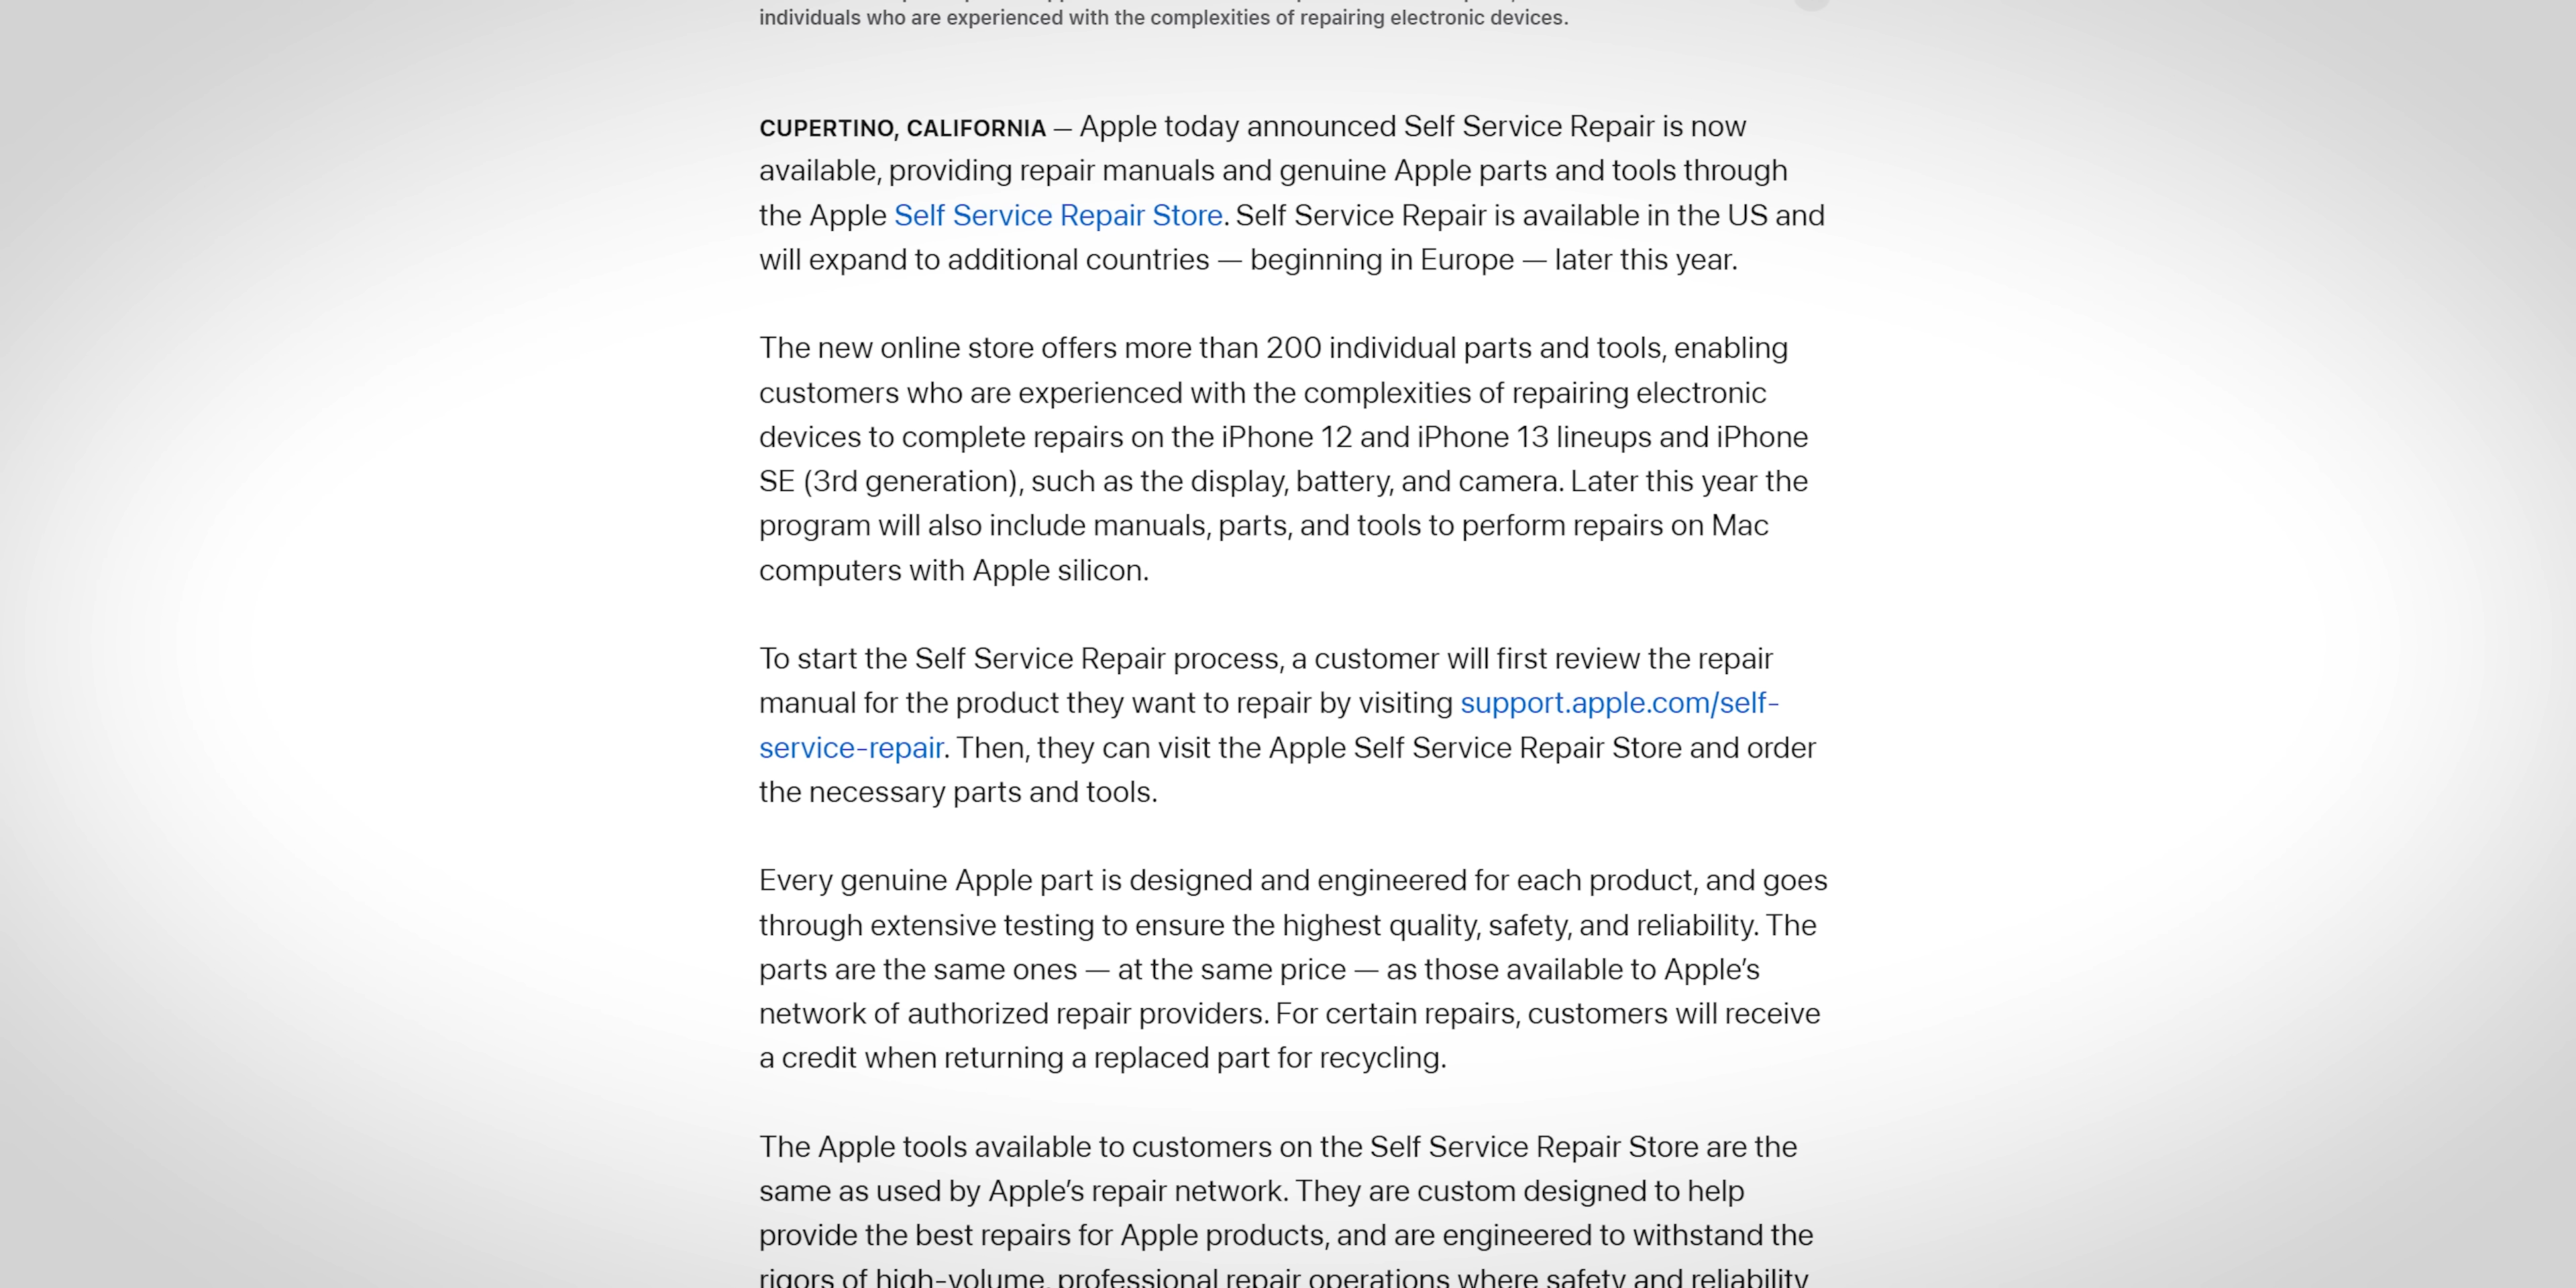 individuals who are experienced with the complexities of repairing electronic devices.
CUPERTINO, CALIFORNIA — Apple today announced Self Service Repair is now
available, providing repair manuals and genuine Apple parts and tools through
the Apple Self Service Repair Store. Self Service Repair is available in the US and
will expand to additional countries — beginning in Europe — later this year.
The new online store offers more than 200 individual parts and tools, enabling
customers who are experienced with the complexities of repairing electronic
devices to complete repairs on the iPhone 12 and iPhone 13 lineups and iPhone
SE (3rd generation), such as the display, battery, and camera. Later this year the
program will also include manuals, parts, and tools to perform repairs on Mac
computers with Apple silicon.
To start the Self Service Repair process, a customer will first review the repair
manual for the product they want to repair by visiting support.apple.com/self-
service-repair. Then, they can visit the Apple Self Service Repair Store and order
the necessary parts and tools.
Every genuine Apple part is designed and engineered for each product, and goes
through extensive testing to ensure the highest quality, safety, and reliability. The
parts are the same ones — at the same price — as those available to Apple’s
network of authorized repair providers. For certain repairs, customers will receive
a credit when returning a replaced part for recycling.
The Apple tools available to customers on the Self Service Repair Store are the
same as used by Apple’s repair network. They are custom designed to help
provide the best repairs for Apple products, and are engineered to withstand the
rigors of high-volume, professional repair operations where safety and reliability